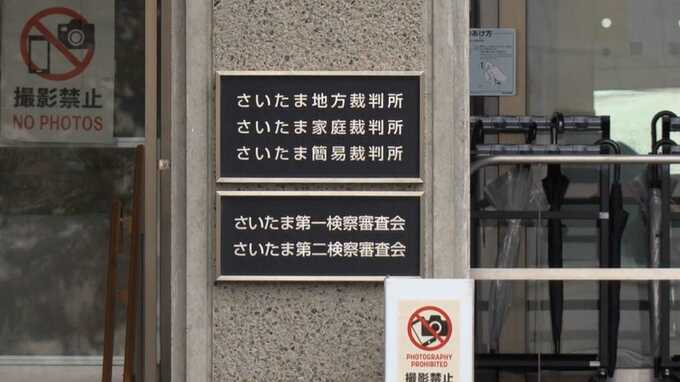 撮影禁止
NO PHOTOS
さいたま地方裁判所
さいたま家庭裁判所
さいたま簡易裁判所
さいたま第一検察審査会
さいたま第二検察審査会
PHOTOGRAPHY
PROHIBITED
撮影禁止
あけ方